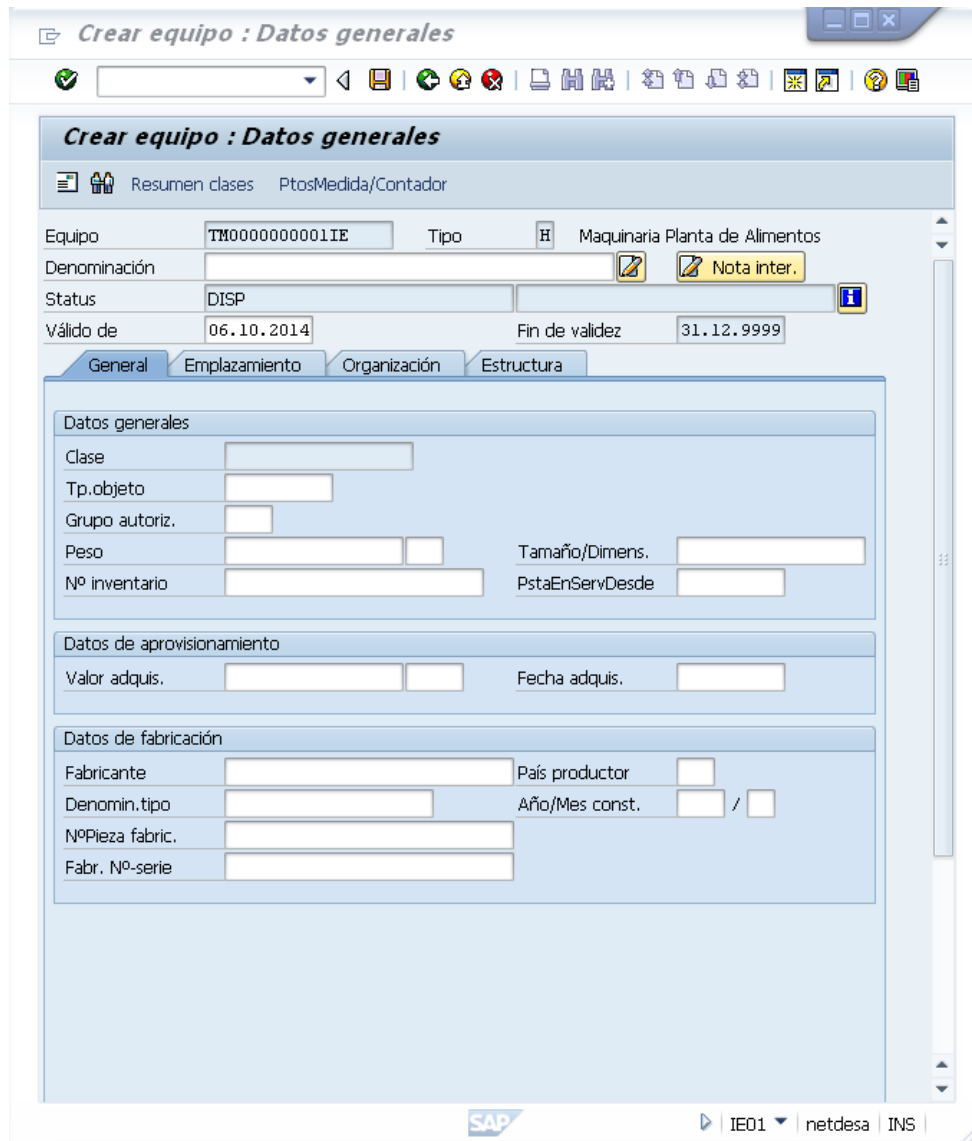 Crear equipo : Datos generales
Crear equipo : Datos generales
Resumen clases PtosMedida/Contador
Equipo TM0000000001IE Tipo H Maquinaria Planta de Alimentos
Denominación Nota inter.
Status DISP
Válido de 06.10.2014 Fin de validez 31.12.9999
General Emplazamiento Organización Estructura
Datos generales
Clase
Tp.objeto
Grupo autoriz.
Peso Tamaño/Dimens.
Nº inventario PstaEnServDesde
Datos de aprovisionamiento
Valor adquis. Fecha adquis.
Datos de fabricación
Fabricante País productor
Denomin.tipo Año/Mes const. /
NºPieza fabric.
Fabr. Nº-serie
SAP IE01 netdesa INS